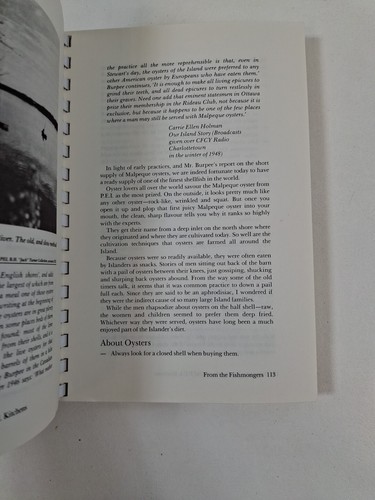 the practice all the more reprehensible is that, even in
Stewart's day, the oysters of the Island were preferred to any
other American oyster by Europeans who have eaten them,'
Burpee continues, 'It is enough to make all living epicures to
grind their teeth, and all dead epicures to turn restlessly in
their graves. Need one add that eminent statesmen in Ottawa
prize their membership in the Rideau Club, not because it is
exclusive, but because it happens to be one of the few places
where a man may still be served with Malpeque oysters.'
Carrie Ellen Holman
Our Island Story (Broadcasts
given over CFCY Radio
Charlottetown
in the winter of 1948)
In light of early practices, and Mr. Burpee's report on the short
supply of Malpeque oysters, we are indeed fortunate today to have
a ready supply of one of the finest shellfish in the world.
Oyster lovers all over the world savour the Malpeque oyster from
P.E.I. as the most prized. On the outside, it looks pretty much like
any other oyster—rock-like, wrinkled and squat. But once you
open it up and plop that first juicy Malpeque oyster into your
mouth, the clean, sharp flavour tells you why it ranks so highly
with the experts.
They get their name from a deep inlet on the north shore where
they originated and where they are cultivated today. So well are the
cultivation techniques that oysters are farmed all around the
Island.
Because oysters were so readily available, they were often eaten
by Islanders as snacks. Stories of men sitting out back of the barn
with a pail of oysters between their knees, just gossiping, shucking
and slurping back oysters abound. From the way some of the old
timers talk, it seems that it was common practice to down a pail
full each. Since they are said to be an aphrodisiac, I wondered if
they were the indirect cause of so many large Island families.
While the men rhapsodize about oysters on the half shell—raw,
the women and children seemed to prefer them deep fried.
Whichever way they were served, oysters have long been a much
enjoyed part of the Islander's diet.
About Oysters
— Always look for a closed shell when buying them.
From the Fishmongers 113
River. The old, and
English shore, and
Kitchens